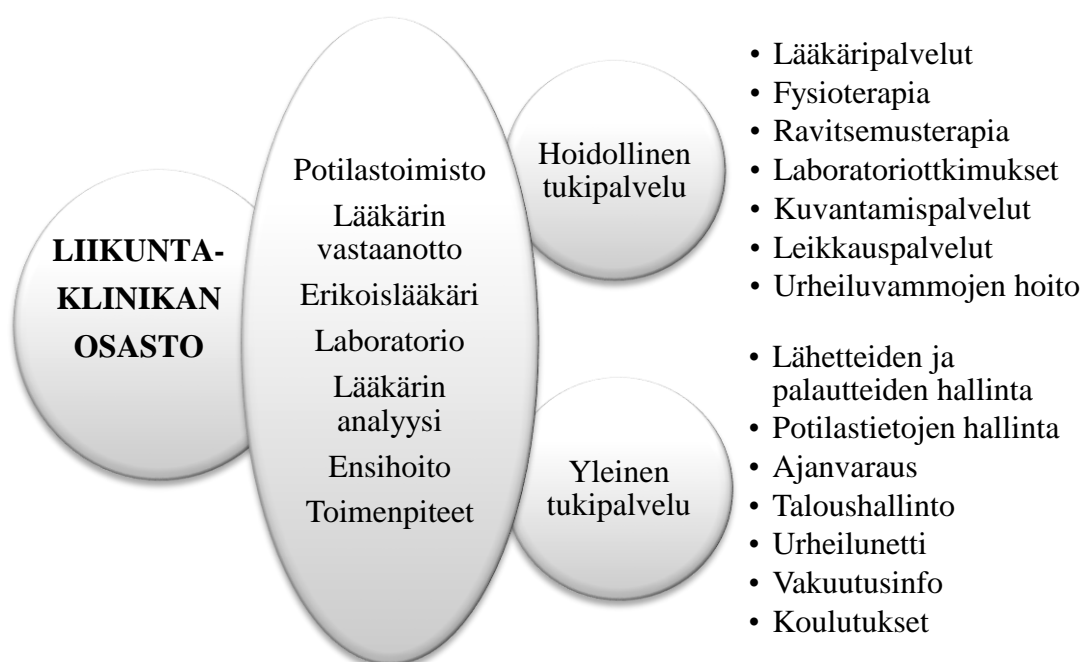 LIIKUNTA-
KLINIKAN
OSASTO
Potilastoimisto
Lääkärin
vastaanotto
Erikoislääkäri
Laboratorio
Lääkärin
analyysi
Ensihoito
Toimenpiteet
Hoidollinen
tukipalvelu
• Lääkäripalvelut
• Fysioterapia
• Ravitsemusterapia
• Laboratoriottkimukset
• Kuvantamispalvelut
• Leikkauspalvelut
• Urheiluvammojen hoito
Yleinen
tukipalvelu
• Lähetteiden ja
palautteiden hallinta
• Potilastietojen hallinta
• Ajanvaraus
• Taloushallinto
• Urheilunetti
• Vakuutusinfo
• Koulutukset